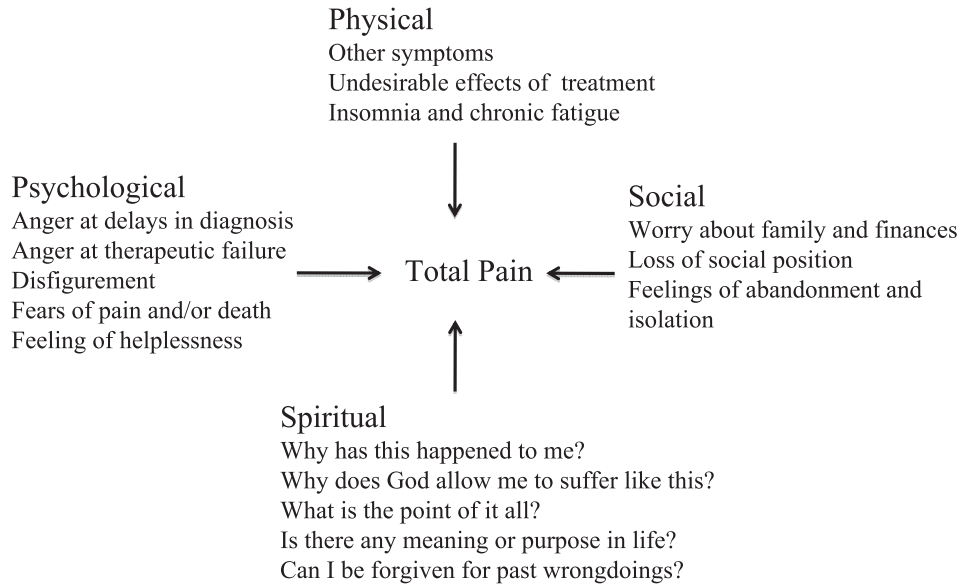 Physical
Other symptoms
Undesirable effects of treatment
Insomnia and chronic fatigue
Psychological
Anger at delays in diagnosis
Anger at therapeutic failure
Disfigurement
Fears of pain and/or death
Feeling of helplessness
Total Pain
Social
Worry about family and finances
Loss of social position
Feelings of abandonment and
isolation
Spiritual
Why has this happened to me?
Why does God allow me to suffer like this?
What is the point of it all?
Is there any meaning or purpose in life?
Can I be forgiven for past wrongdoings?